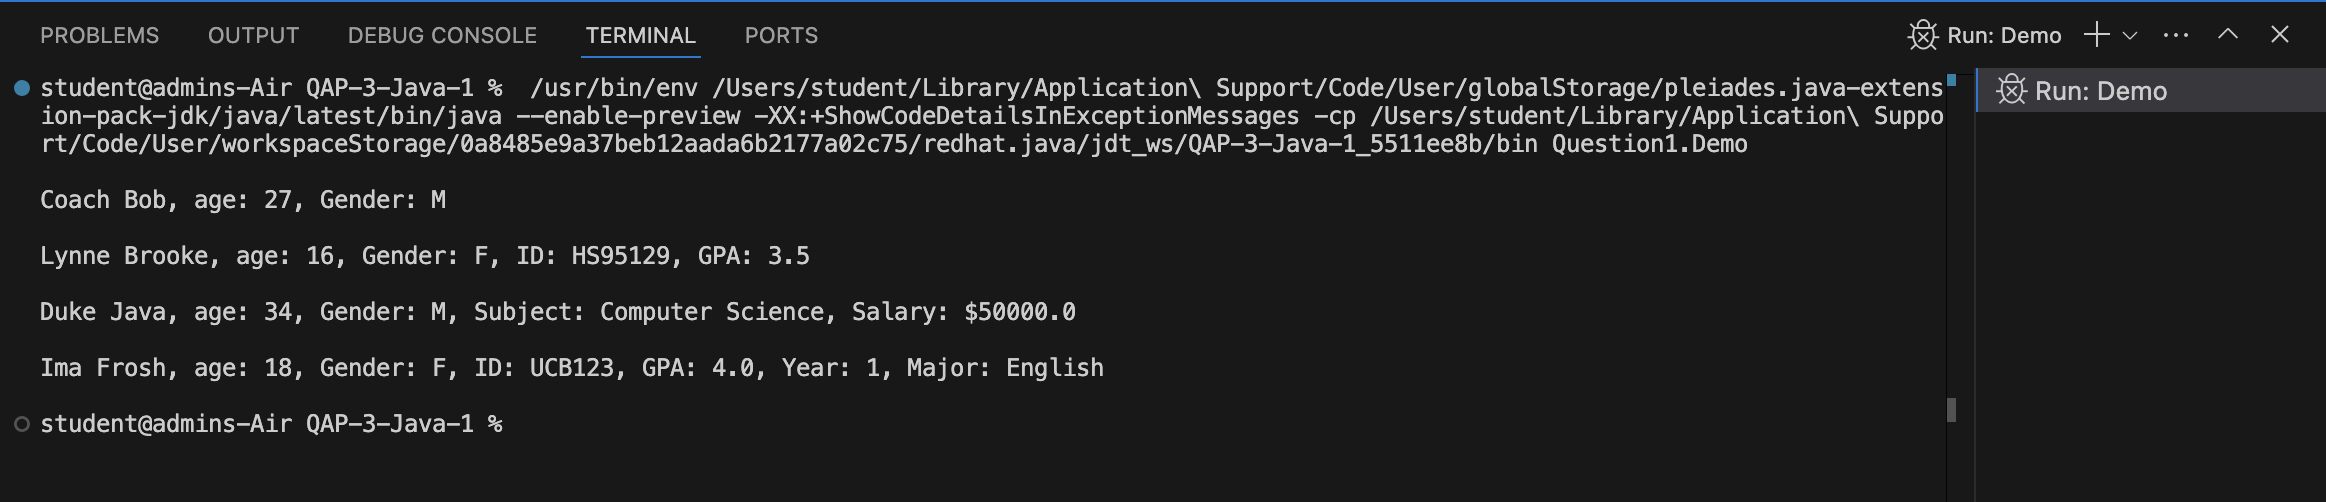 PROBLEMS OUTPUT DEBUG CONSOLE TERMINAL PORTS Run: Demo
student@admins-Air QAP-3-Java-1 %  /usr/bin/env /Users/student/Library/Application\ Support/Code/User/globalStorage/pleiades.java-extens
ion-pack-jdk/java/latest/bin/java --enable-preview -XX:+ShowCodeDetailsInExceptionMessages -cp /Users/student/Library/Application\ Suppo
rt/Code/User/workspaceStorage/0a8485e9a37beb12aada6b2177a02c75/redhat.java/jdt_ws/QAP-3-Java-1_5511ee8b/bin Question1.Demo
Coach Bob, age: 27, Gender: M
Lynne Brooke, age: 16, Gender: F, ID: HS95129, GPA: 3.5
Duke Java, age: 34, Gender: M, Subject: Computer Science, Salary: $50000.0
Ima Frosh, age: 18, Gender: F, ID: UCB123, GPA: 4.0, Year: 1, Major: English
student@admins-Air QAP-3-Java-1 %
Run: Demo